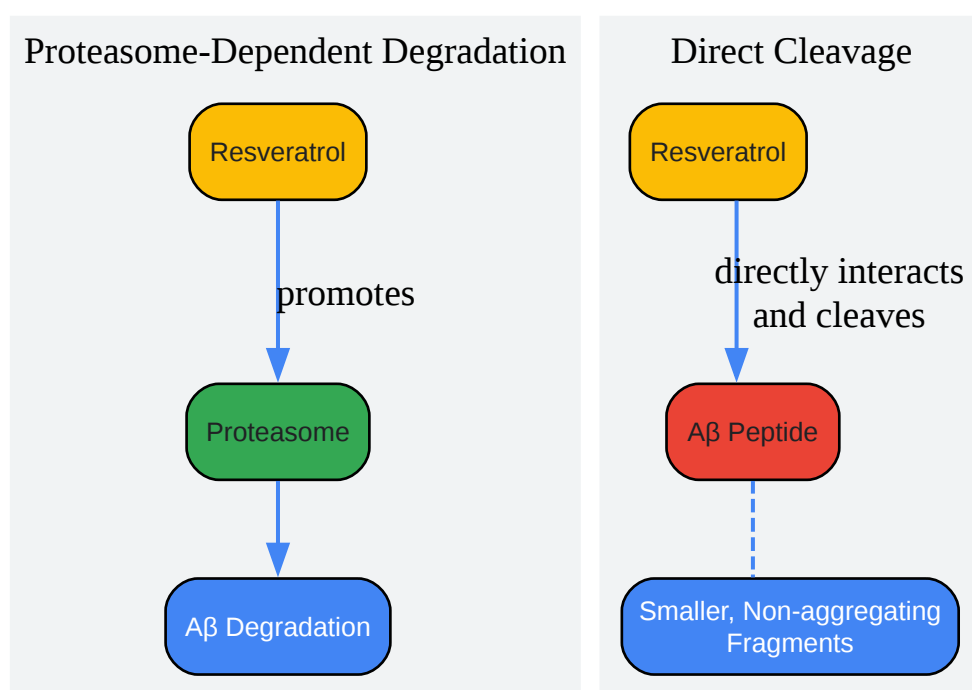 Proteasome-Dependent Degradation
Resveratrol
promotes
Proteasome
Aβ Degradation
Direct Cleavage
Resveratrol
directly interacts
and cleaves
Aβ Peptide
Smaller, Non-aggregating
Fragments